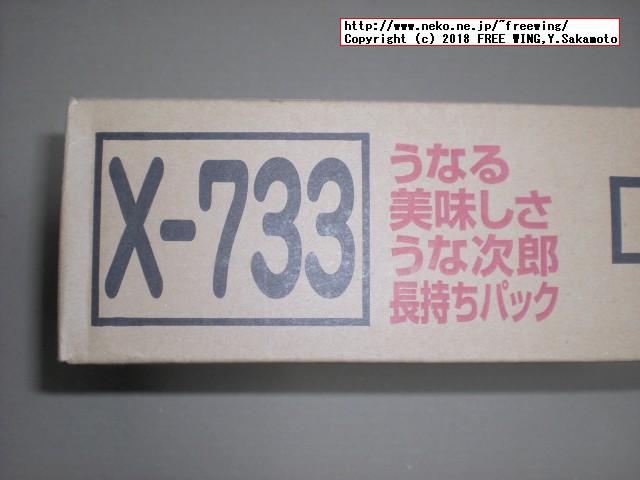 http://www.neko.ne.jp/~freewing/
Copyright (c) 2018 FREE WING,Y.Sakamoto
X-733
うなる
美味しさ
うな次郎
長持ちパック